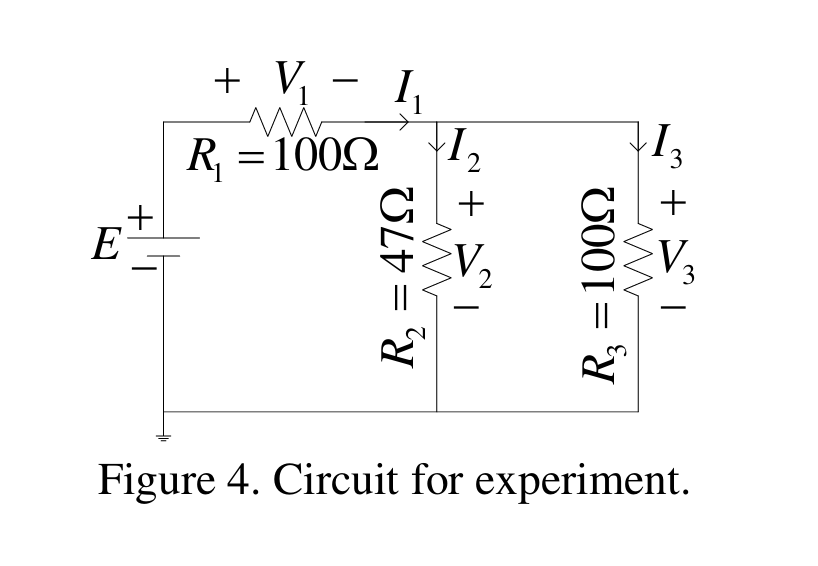 + V₁ − I₁
R₁ = 100Ω
I₂
I₃
E + −
R₂ = 47Ω
+ V₂ −
R₃ = 100Ω
+ V₃ −
Figure 4. Circuit for experiment.